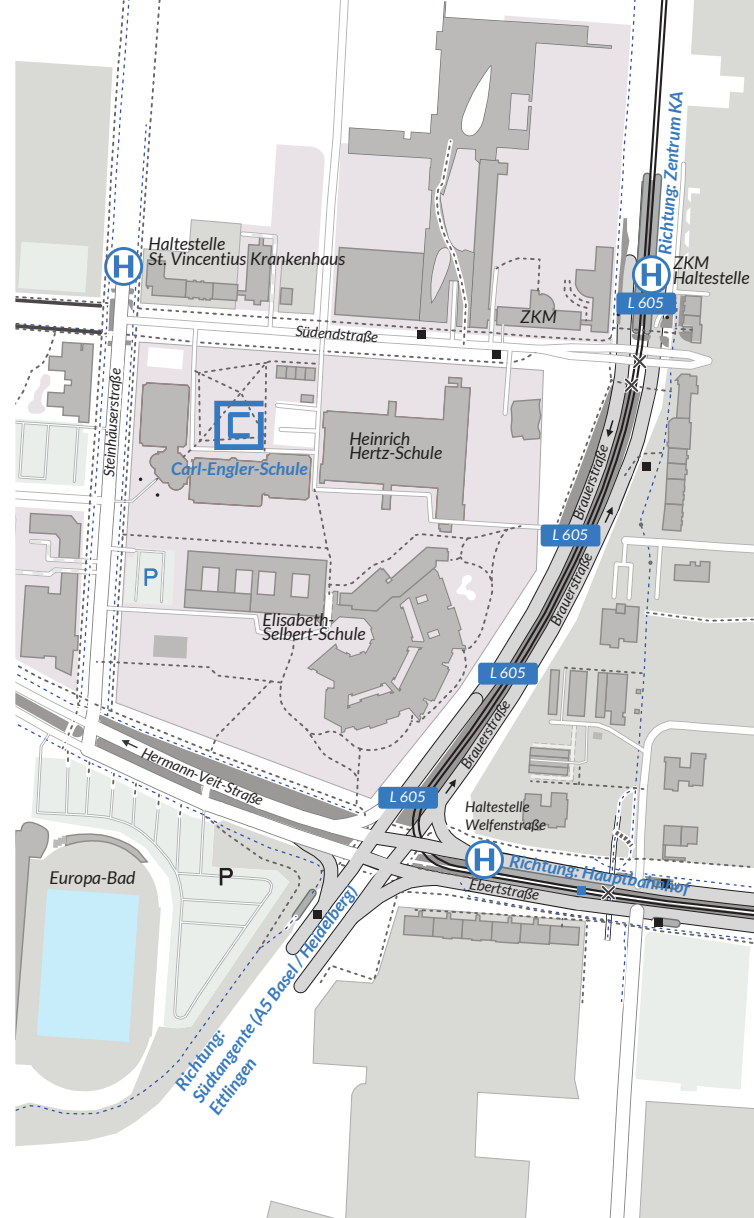 Richtung: Zentrum KA
H
Haltestelle
St. Vincentius Krankenhaus
H
ZKM
Haltestelle
L 605
ZKM
Südendstraße
Steinhäuserstraße
Heinrich
Hertz-Schule
Carl-Engler-Schule
Brauerstraße
L 605
P
Brauerstraße
Elisabeth-
Selbert-Schule
L 605
Brauerstraße
Hermann-Veit-Straße
L 605
Haltestelle
Welfenstraße
H
Richtung: Hauptbahnhof
Ebertstraße
P
Europa-Bad
Richtung:
Südtangente (A5 Basel / Heidelberg)
Ettlingen